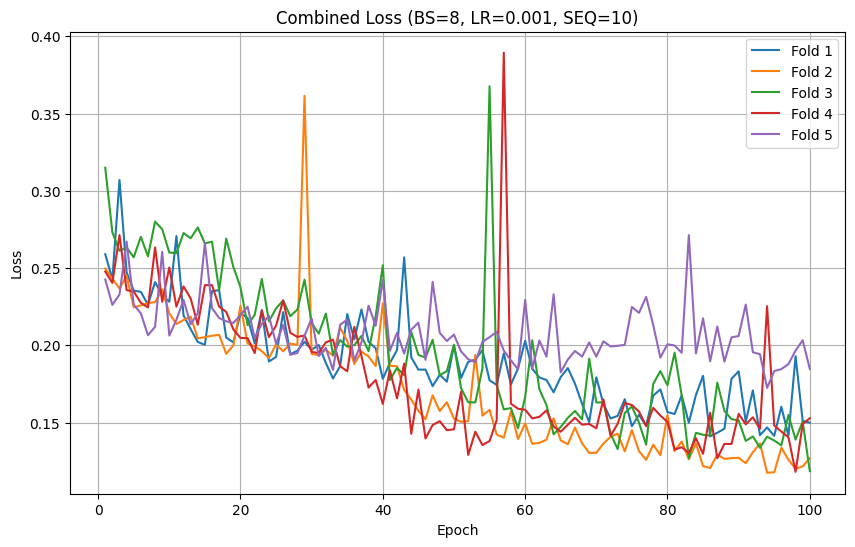 Combined Loss (BS=8, LR=0.001, SEQ=10)
Fold 1
Fold 2
Fold 3
Fold 4
Fold 5
Loss
0.40
0.35
0.30
0.25
0.20
0.15
0 20 40 60 80 100
Epoch